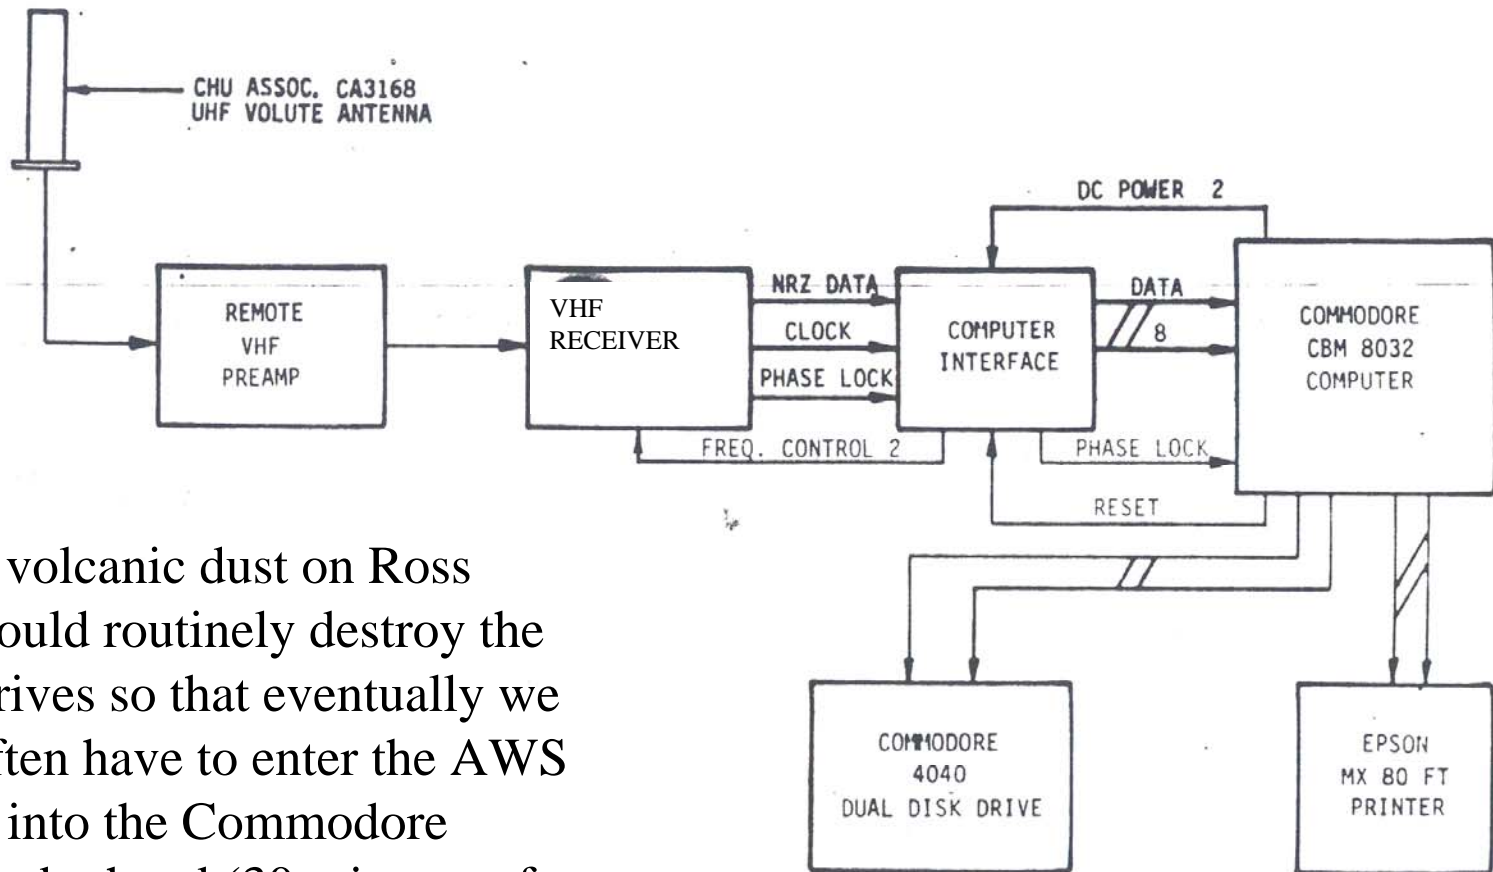 CHU ASSOC. CA3168
UHF VOLUTE ANTENNA
DC POWER 2
REMOTE
VHF
PREAMP
VHF
RECEIVER
NRZ DATA
CLOCK
PHASE LOCK
COMPUTER
INTERFACE
DATA
8
COMMODORE
CBM 8032
COMPUTER
FREQ. CONTROL 2
PHASE LOCK
RESET
volcanic dust on Ross
ould routinely destroy the
rives so that eventually we
ften have to enter the AWS
into the Commodore
COMMODORE
4040
DUAL DISK DRIVE
EPSON
MX 80 FT
PRINTER